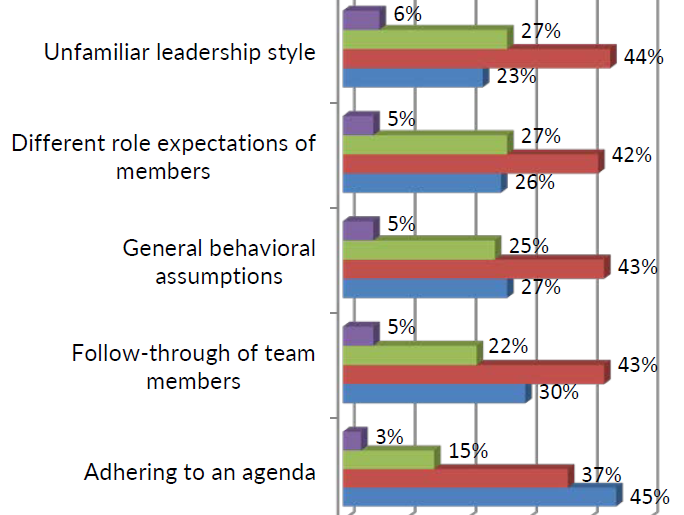 6%
27%
Unfamiliar leadership style
44%
23%
5%
27%
Different role expectations of
members
42%
26%
5%
25%
General behavioral
assumptions
43%
27%
5%
22%
Follow-through of team
members
43%
30%
3%
15%
Adhering to an agenda
37%
45%